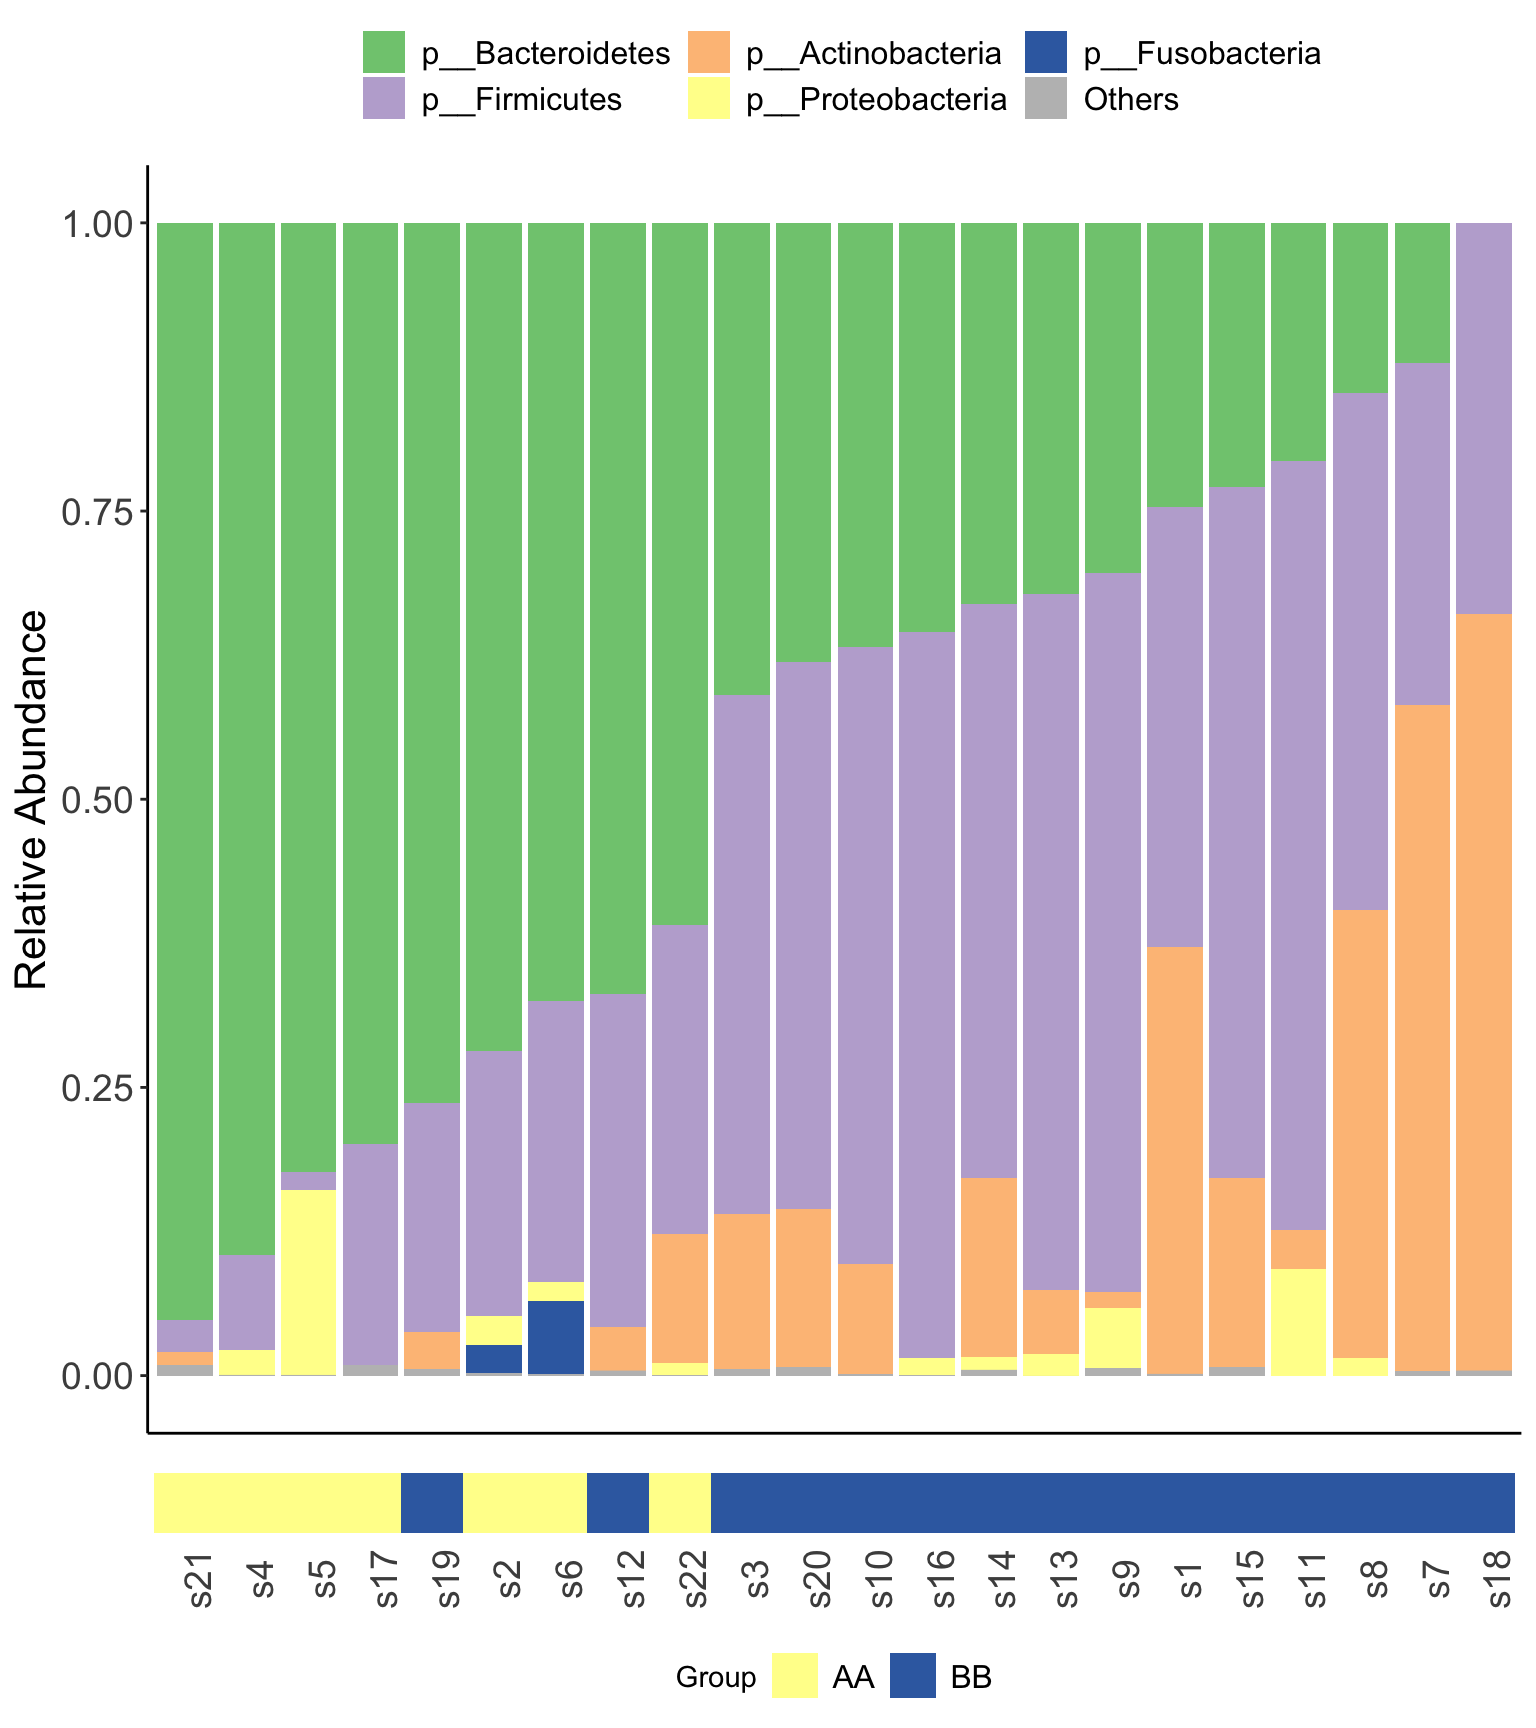 p__Bacteroidetes p__Actinobacteria p__Fusobacteria
p__Firmicutes p__Proteobacteria Others
Relative Abundance
1.00
0.75
0.50
0.25
0.00
s21 s4 s5 s17 s19 s2 s6 s12 s22 s3 s20 s10 s16 s14 s13 s9 s1 s15 s11 s8 s7 s18
Group AA BB